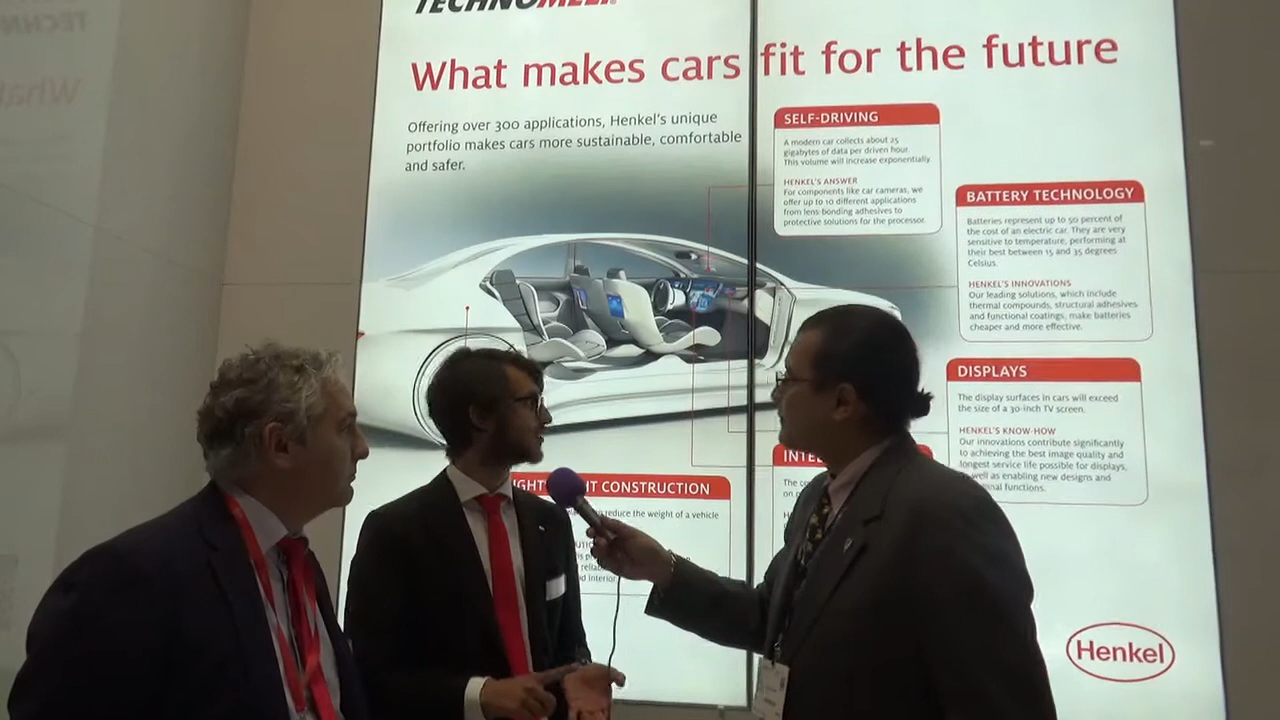 TECHNOMELT
What makes cars fit for the future
Offering over 300 applications, Henkel's unique
portfolio makes cars more sustainable, comfortable
and safer.
SELF-DRIVING
A modern car collects about 25
gigabytes of data per driven hour.
This volume will increase exponentially
HENKEL'S ANSWER
For components like car cameras, we
offer up to 10 different applications
from lens-bonding adhesives to
protective solutions for the processor.
BATTERY TECHNOLOGY
Batteries represent up to 50 percent of
the cost of an electric car. They are very
sensitive to temperature, performing at
their best between 15 and 35 degrees
Celsius.
HENKEL'S INNOVATIONS
Our leading solutions, which include
thermal compounds, structural adhesives
and functional coatings, make batteries
cheaper and more effective.
DISPLAYS
The display surfaces in cars will exceed
the size of a 30-inch TV screen.
HENKEL'S KNOW-HOW
Our innovations contribute significantly
to achieving the best image quality and
longest service life possible for displays,
well as enabling new designs and
functions.
INTEL
The co
on
CONSTRUCTION
reduce the weight of a vehicle
interior
Henkel